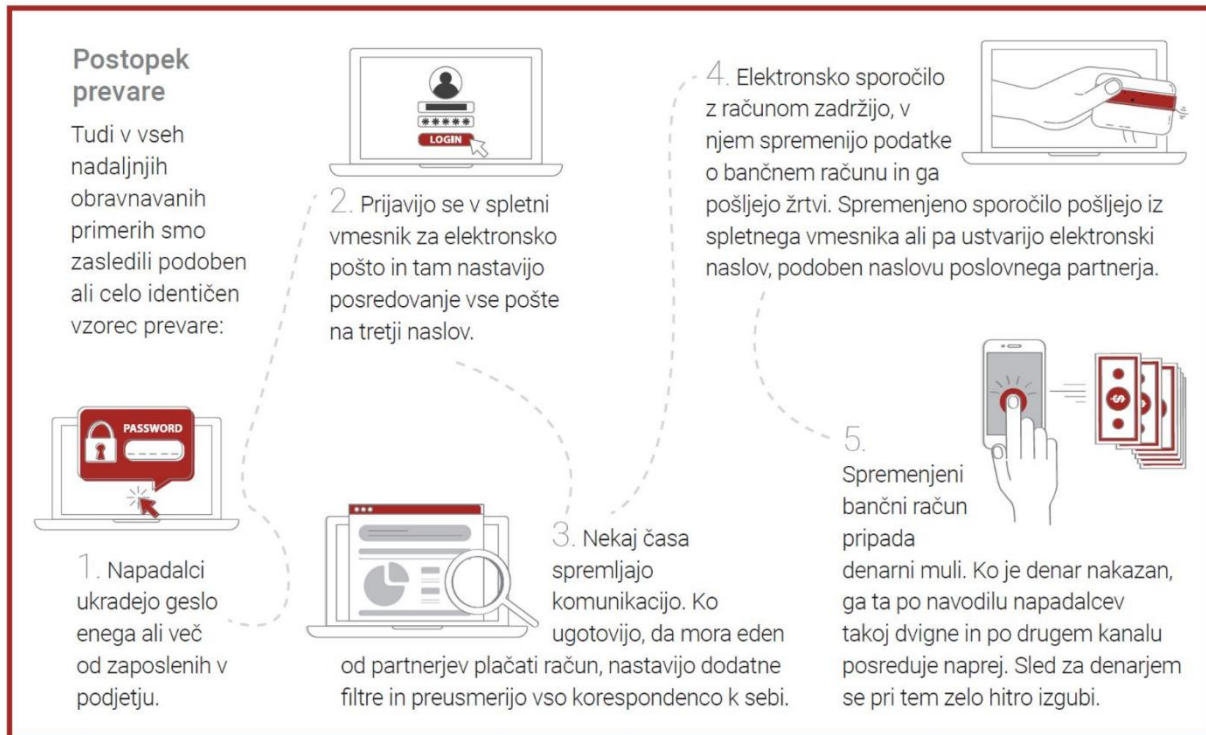 Postopek
prevare
Tudi v vseh
nadaljnjih
obravnavanih
primerih smo
zasledili podoben
ali celo identičen
vzorec prevare:
PASSWORD
1. Napadalci
ukradejo geslo
enega ali več
od zaposlenih v
podjetju.
*****
LOGIN
2. Prijavijo se v spletni
vmesnik za elektronsko
pošto in tam nastavijo
posredovanje vse pošte
na tretji naslov.
3. Nekaj časa
spremljajo
komunikacijo. Ko
ugotovijo, da mora eden
od partnerjev plačati račun, nastavijo dodatne
filtre in preusmerijo vso korespondenco k sebi.
4. Elektronsko sporočilo
z računom zadržijo, v
njem spremenijo podatke
o bančnem računu in ga
pošljejo žrtvi. Spremenjeno sporočilo pošljejo iz
spletnega vmesnika ali pa ustvarijo elektronski
naslov, podoben naslovu poslovnega partnerja.
$
5.
Spremenjeni
bančni račun
pripada
denarni muli. Ko je denar nakazan,
ga ta po navodilu napadalcev
takoj dvigne in po drugem kanalu
posreduje naprej. Sled za denarjem
se pri tem zelo hitro izgubi.